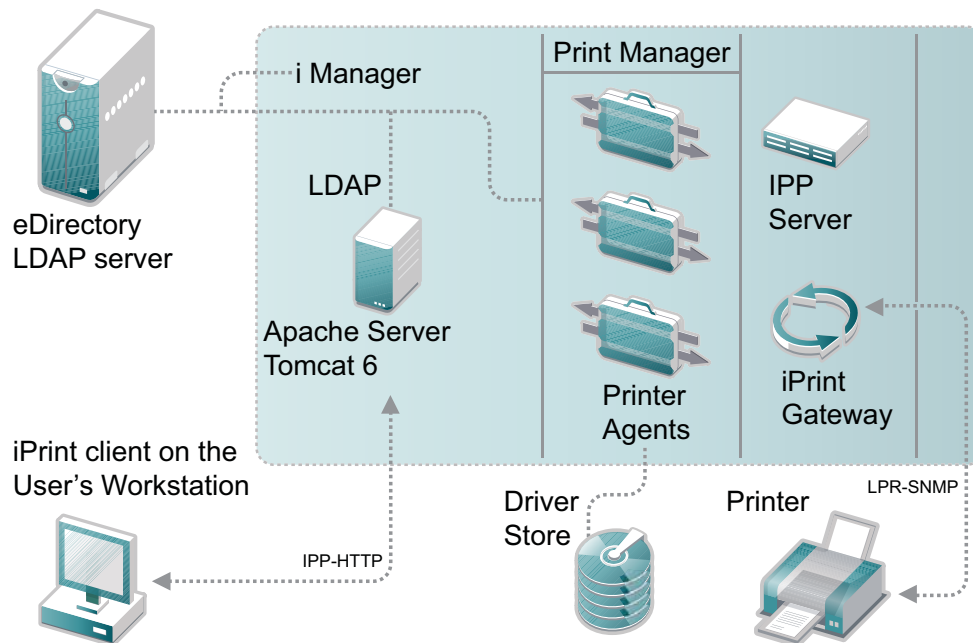 Print Manager
i Manager
LDAP
IPP
Server
eDirectory
LDAP server
Apache Server
Tomcat 6
Printer
Agents
iPrint
Gateway
iPrint client on the
User's Workstation
Driver
Store
Printer
LPR-SNMP
IPP-HTTP